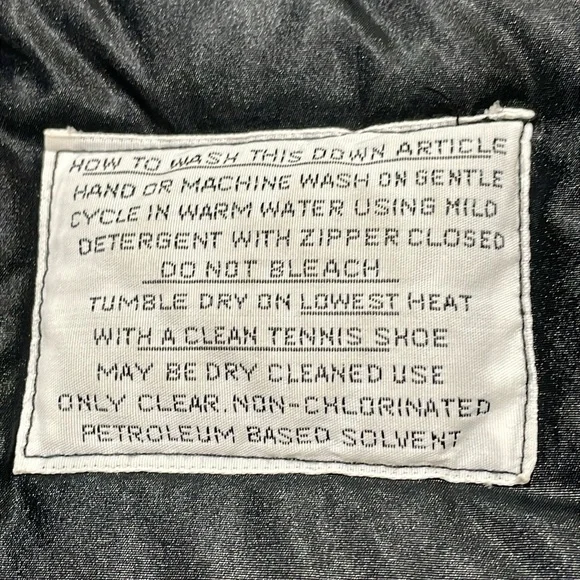 HOW TO WASH THIS DOWN ARTICLE
HAND OR MACHINE WASH ON GENTLE
CYCLE IN WARM WATER USING MILD
DETERGENT WITH ZIPPER CLOSED
DO NOT BLEACH
TUMBLE DRY ON LOWEST HEAT
WITH A CLEAN TENNIS SHOE
MAY BE DRY CLEANED USE
ONLY CLEAR. NON-CHLORINATED
PETROLEUM BASED SOLVENT